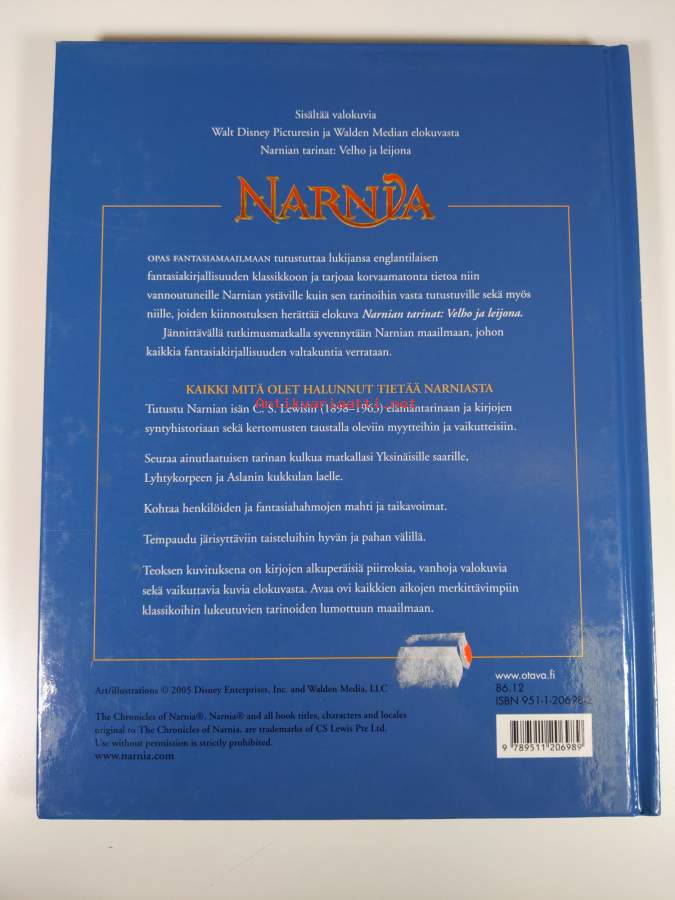 Sisältää valokuvia
Walt Disney Picturesin ja Walden Median elokuvasta
Narnian tarinat: Velho ja leijona
NARNIA
OPAS FANTASIAMAAILMAAN tutustuttaa lukijansa englantilaisen
fantasiakirjallisuuden klassikkoon ja tarjoaa korvaamatonta tietoa niin
vannoutuneille Narnian ystäville kuin sen tarinoihin vasta tutustuville sekä myös
niille, joiden kiinnostuksen herättää elokuva Narnian tarinat: Velho ja leijona.
Jännittävällä tutkimusmatkalla syvennytään Narnian maailmaan, johon
kaikkia fantasiakirjallisuuden valtakuntia verrataan.
KAIKKI MITÄ OLET HALUNNUT TIETÄÄ NARNIASTA
Antikvariaatti.net
Tutustu Narnian isän C. S. Lewisin (1898–1963) elämäntarinaan ja kirjojen
syntyhistoriaan sekä kertomusten taustalla oleviin myytteihin ja vaikutteisiin.
Seuraa ainutlaatuisen tarinan kulkua matkallasi Yksinäisille saarille,
Lyhtykorpeen ja Aslanin kukkulan laelle.
Kohtaa henkilöiden ja fantasiahahmojen mahti ja taikavoimat.
Tempaudu järisyttäviin taisteluihin hyvän ja pahan välillä.
Teoksen kuvituksena on kirjojen alkuperäisiä piirroksia, vanhoja valokuvia
sekä vaikuttavia kuvia elokuvasta. Avaa ovi kaikkien aikojen merkittävimpiin
klassikoihin lukeutuvien tarinoiden lumottuun maailmaan.
Art/illustrations © 2005 Disney Enterprises, Inc. and Walden Media, LLC
The Chronicles of Narnia®, Narnia® and all book titles, characters and locales
original to The Chronicles of Narnia, are trademarks of CS Lewis Pte Ltd.
Use without permission is strictly prohibited.
www.narnia.com
www.otava.fi
86.12
ISBN 951-1-20698-2
9 789511 206989